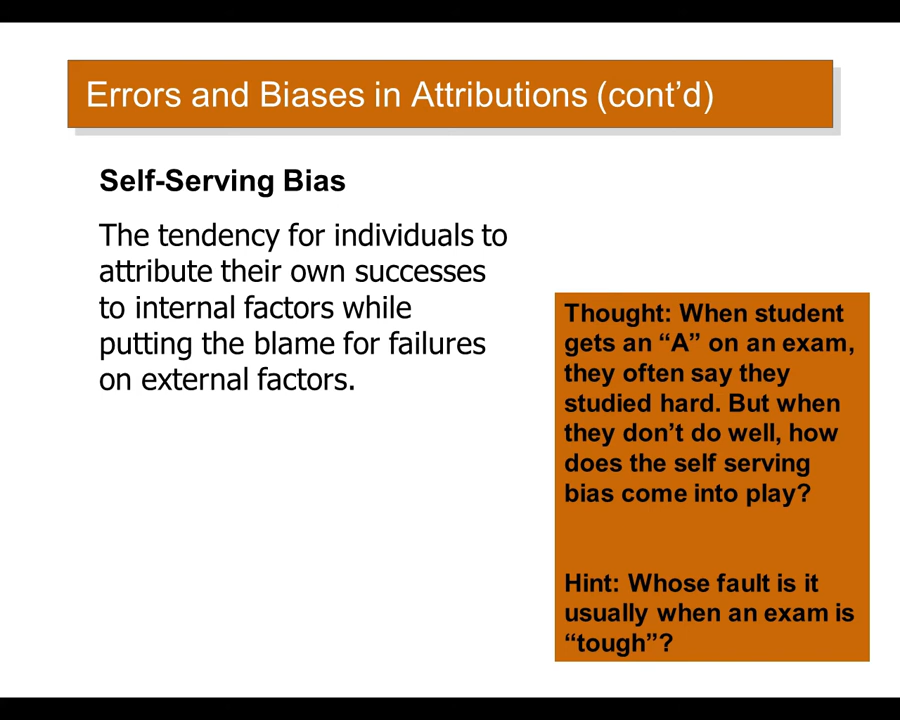 Errors and Biases in Attributions (cont’d)
Self-Serving Bias
The tendency for individuals to
attribute their own successes
to internal factors while
putting the blame for failures
on external factors.
Thought: When student
gets an “A” on an exam,
they often say they
studied hard. But when
they don’t do well, how
does the self serving
bias come into play?
Hint: Whose fault is it
usually when an exam is
“tough”?